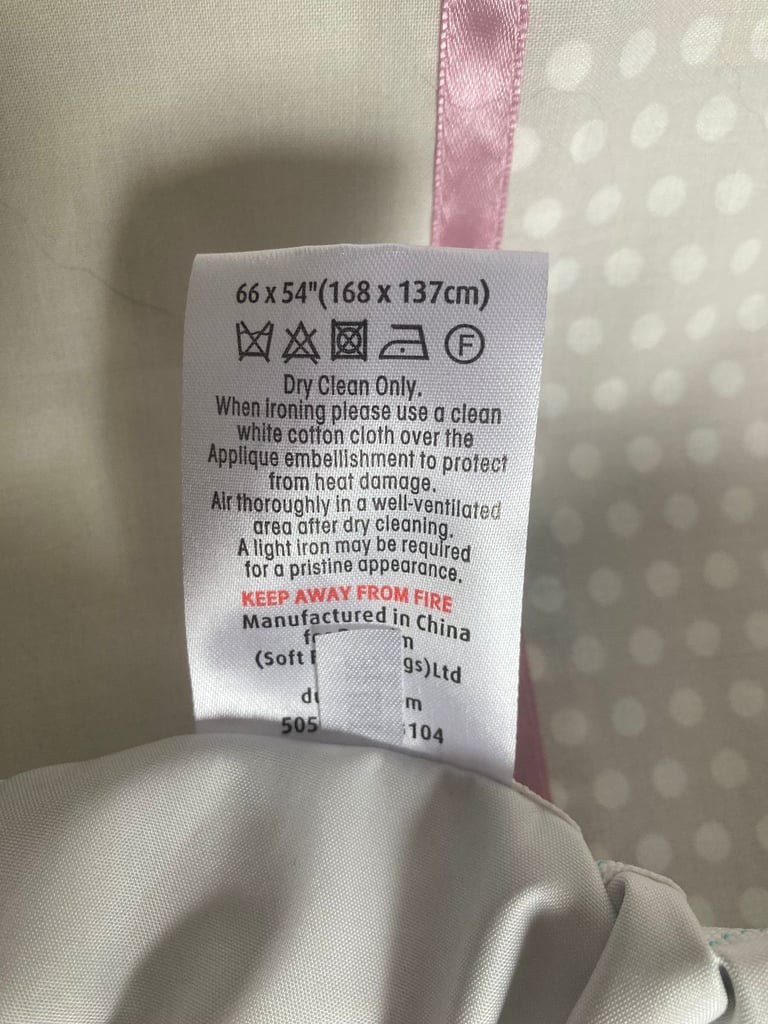 66 x 54"(168 x 137cm)
F
Dry Clean Only.
When ironing please use a clean
white cotton cloth over the
Applique embellishment to protect
from heat damage.
Air thoroughly in a well-ventilated
area after dry cleaning.
A light iron may be required
for a pristine appearance.
KEEP AWAY FROM FIRE
Manufactured in China
(Soft gs)Ltd
505 104